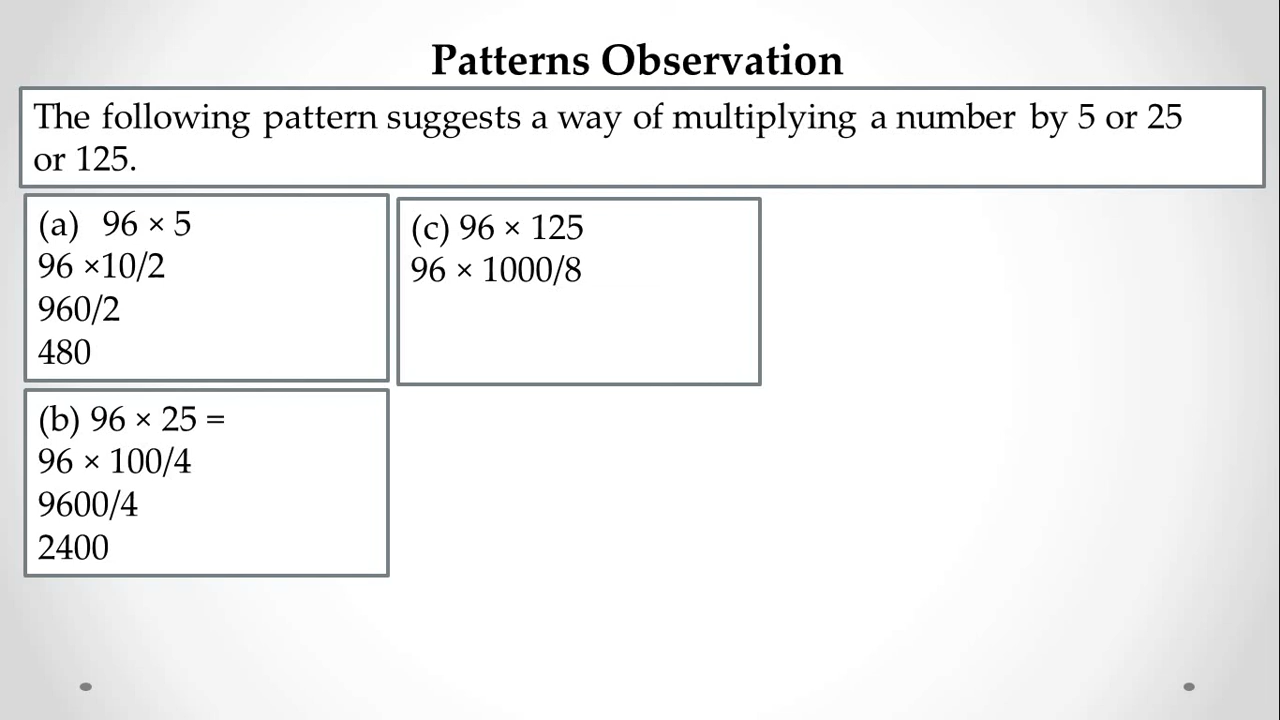 Patterns Observation
The following pattern suggests a way of multiplying a number by 5 or 25
or 125.
(a) 96 × 5
96 ×10/2
960/2
480
(b) 96 × 25 =
96 × 100/4
9600/4
2400
(c) 96 × 125
96 × 1000/8